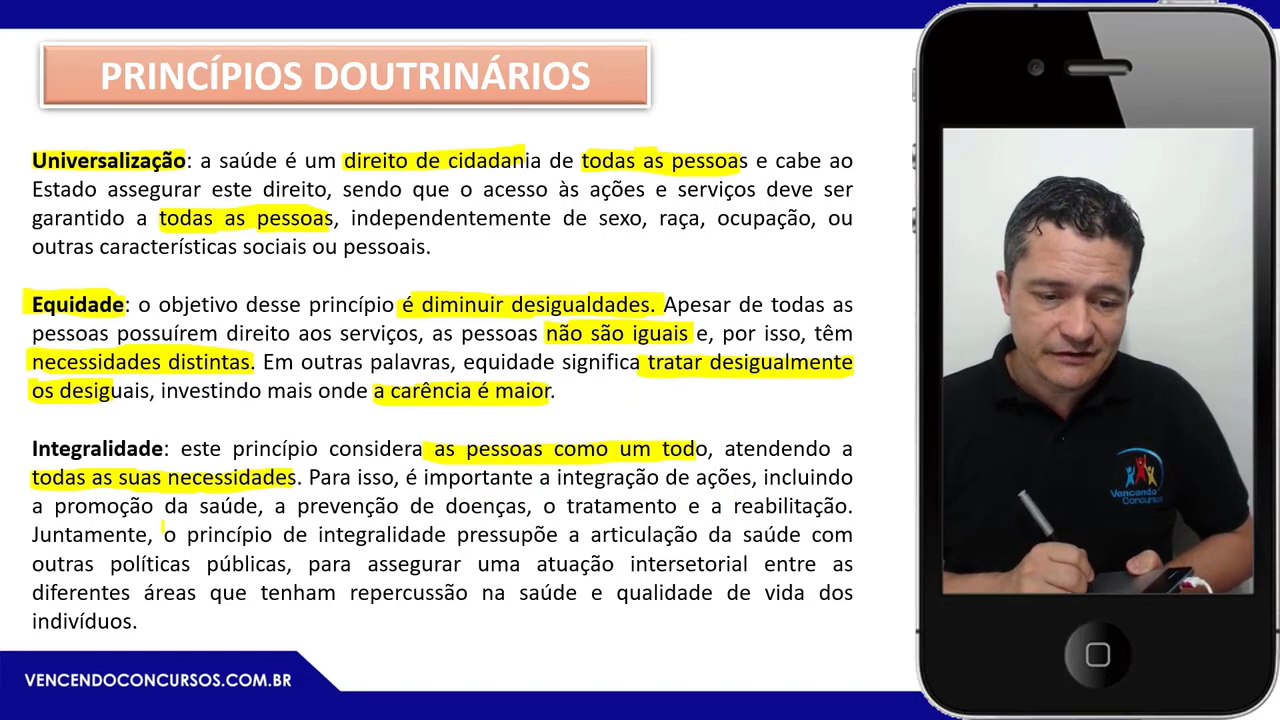 PRINCÍPIOS DOUTRINÁRIOS
Universalização: a saúde é um direito de cidadania de todas as pessoas e cabe ao
Estado assegurar este direito, sendo que o acesso às ações e serviços deve ser
garantido a todas as pessoas, independentemente de sexo, raça, ocupação, ou
outras características sociais ou pessoais.
Equidade: o objetivo desse princípio é diminuir desigualdades. Apesar de todas as
pessoas possuírem direito aos serviços, as pessoas não são iguais e, por isso, têm
necessidades distintas. Em outras palavras, equidade significa tratar desigualmente
os desiguais, investindo mais onde a carência é maior.
Integralidade: este princípio considera as pessoas como um todo, atendendo a
todas as suas necessidades. Para isso, é importante a integração de ações, incluindo
a promoção da saúde, a prevenção de doenças, o tratamento e a reabilitação.
Juntamente, o princípio de integralidade pressupõe a articulação da saúde com
outras políticas públicas, para assegurar uma atuação intersetorial entre as
diferentes áreas que tenham repercussão na saúde e qualidade de vida dos
indivíduos.
VENCENDOCONCURSOS.COM.BR
Vencendo
Concursos